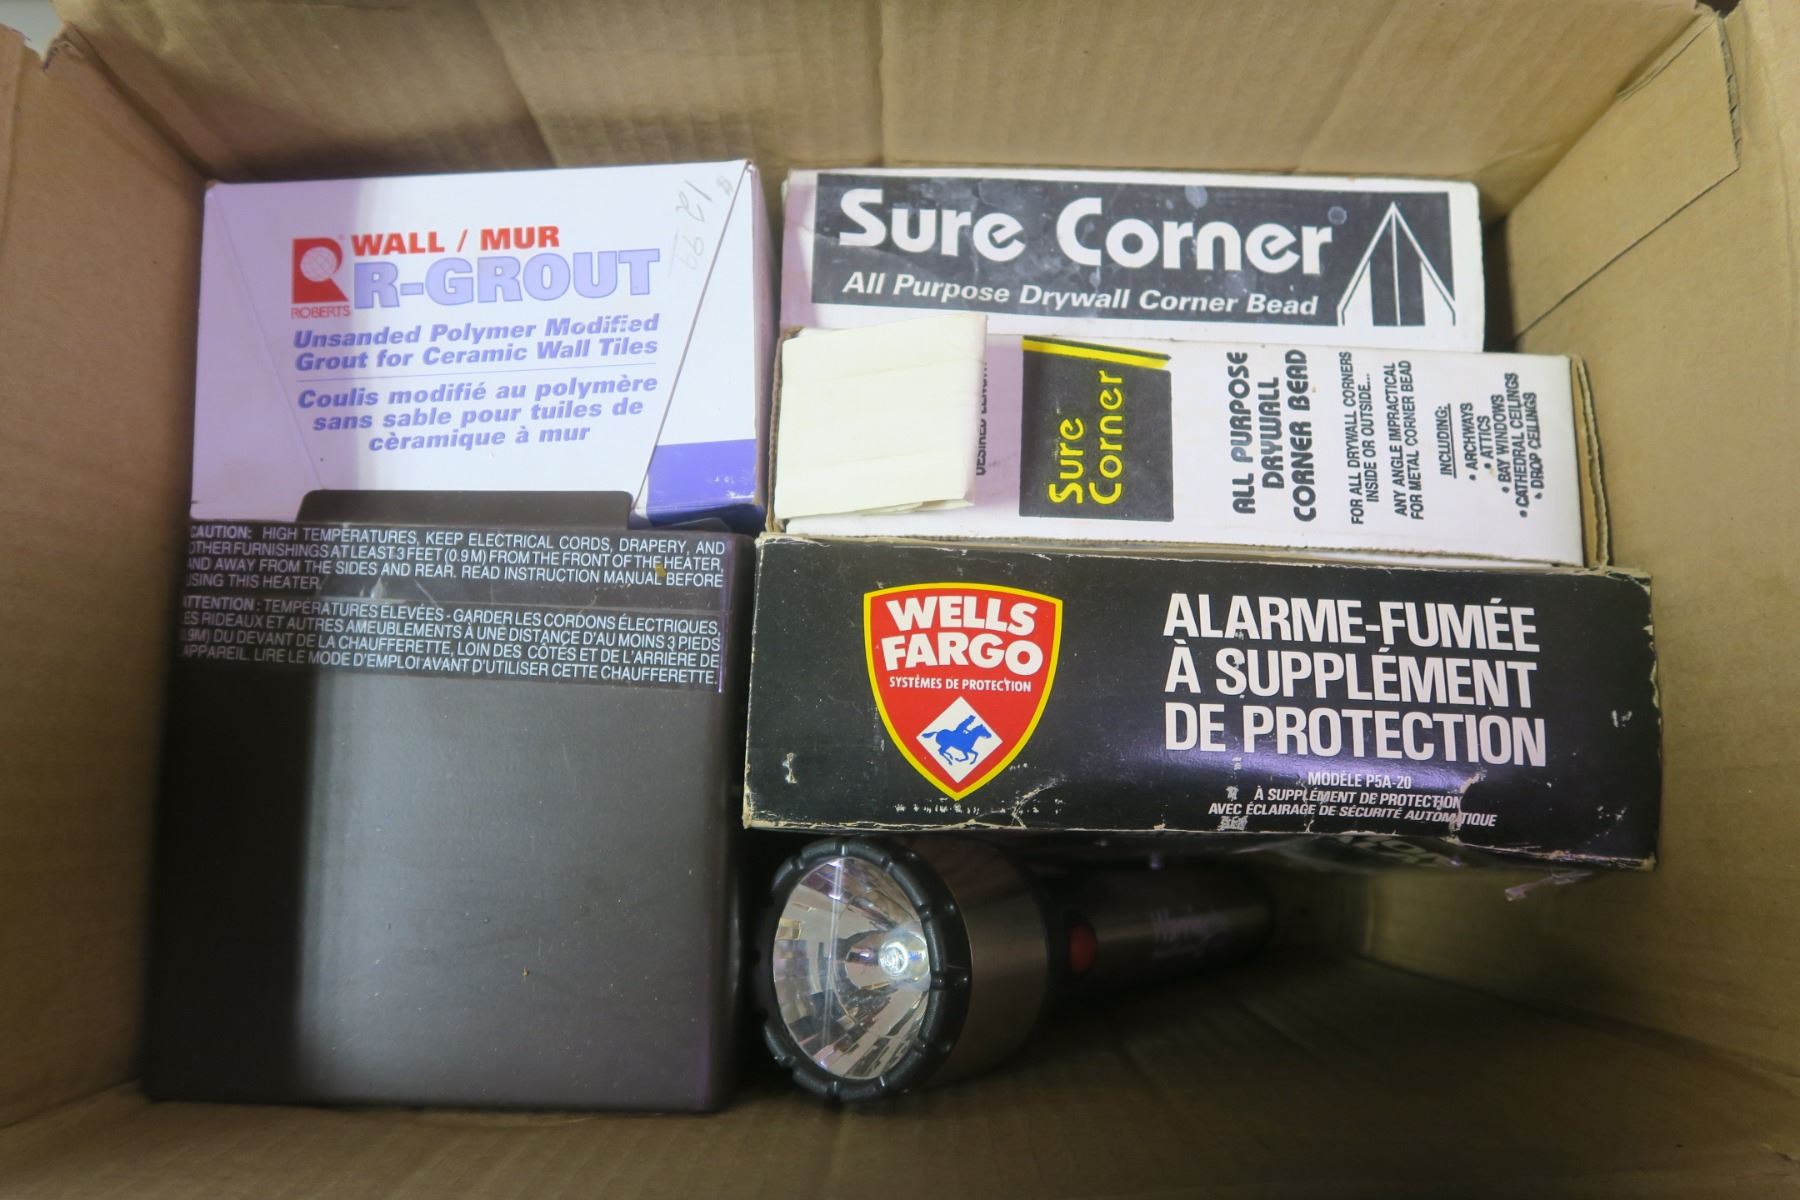 WALL / MUR
R-GROUT
ROBERTS
Unsanded Polymer Modified
Grout for Ceramic Wall Tiles
Coulis modifié au polymère
sans sable pour tuiles de
cèramique à mur
12 99
Sure Corner
All Purpose Drywall Corner Bead
DESIRED
Sure
Corner
ALL PURPOSE
DRYWALL
CORNER BEAD
FOR ALL DRYWALL CORNERS
INSIDE OR OUTSIDE...
ANY ANGLE IMPRACTICAL
FOR METAL CORNER BEAD
INCLUDING:
• ARCHWAYS
• ATTICS
• BAY WINDOWS
• CATHEDRAL CEILINGS
• DROP CEILINGS
CAUTION: HIGH TEMPERATURES, KEEP ELECTRICAL CORDS, DRAPERY, AND
OTHER FURNISHINGS AT LEAST 3 FEET (0.9 M) FROM THE FRONT OF THE HEATER,
AND AWAY FROM THE SIDES AND REAR. READ INSTRUCTION MANUAL BEFORE
USING THIS HEATER.
ATTENTION: TEMPÉRATURES ÉLEVÉES - GARDER LES CORDONS ÉLECTRIQUES,
LES RIDEAUX ET AUTRES AMEUBLEMENTS À UNE DISTANCE D'AU MOINS 3 PIEDS
(0.9M) DU DEVANT DE LA CHAUFFERETTE, LOIN DES CÔTÉS ET DE L'ARRIÈRE DE
L'APPAREIL. LIRE LE MODE D'EMPLOI AVANT D'UTILISER CETTE CHAUFFERETTE.
WELLS
FARGO
SYSTÈMES DE PROTECTION
ALARME-FUMÉE
À SUPPLÉMENT
DE PROTECTION
MODÈLE P5A-20
À SUPPLÉMENT DE PROTECTION
AVEC ÉCLAIRAGE DE SÉCURITÉ AUTOMATIQUE